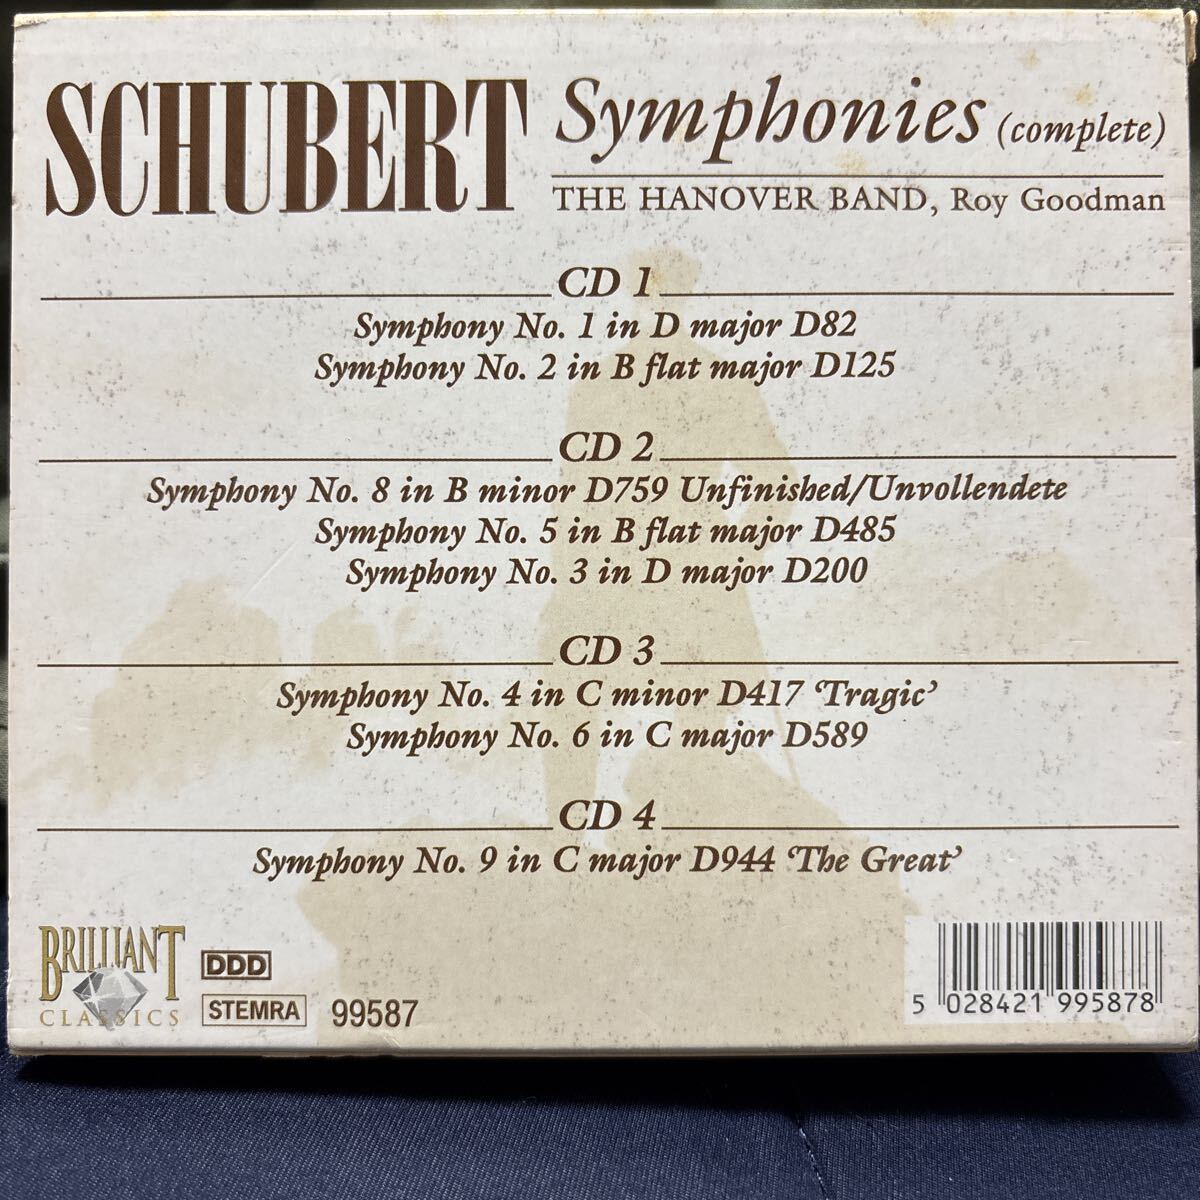 SCHUBERT Symphonies (complete)
THE HANOVER BAND, Roy Goodman
CD 1
Symphony No. 1 in D major D82
Symphony No. 2 in B flat major D125
CD 2
Symphony No. 8 in B minor D759 Unfinished/Unvollendete
Symphony No. 5 in B flat major D485
Symphony No. 3 in D major D200
CD 3
Symphony No. 4 in C minor D417 ‘Tragic’
Symphony No. 6 in C major D589
CD 4
Symphony No. 9 in C major D944 ‘The Great’
BRILLIANT
CLASSICS
DDD
STEMRA 99587
5 028421 995878